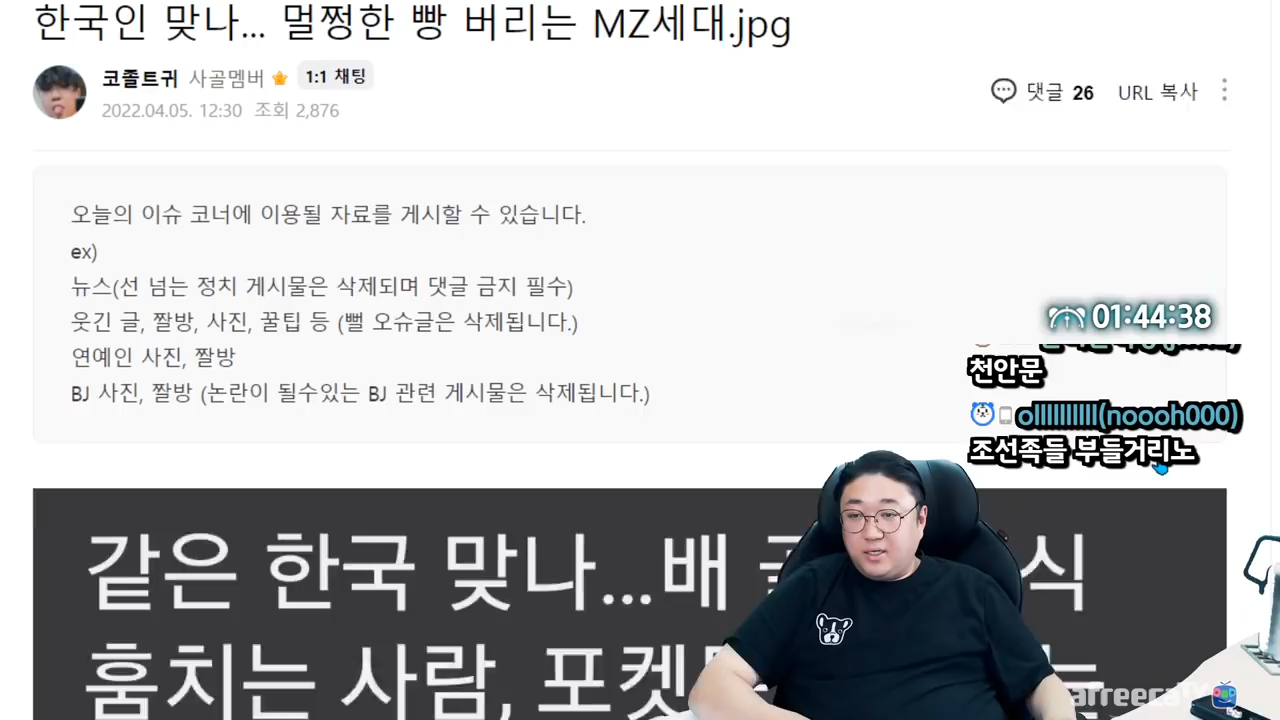 한국인 맞나... 멀쩡한 빵 버리는 MZ세대.jpg
코졸트귀 사골멤버 1:1 채팅
2022.04.05. 12:30 조회 2,876
댓글 26 URL 복사
오늘의 이슈 코너에 이용될 자료를 게시할 수 있습니다.
ex)
뉴스(선 넘는 정치 게시물은 삭제되며 댓글 금지 필수)
웃긴 글, 짤방, 사진, 꿀팁 등 (뻘 오슈글은 삭제됩니다.)
연예인 사진, 짤방
BJ 사진, 짤방 (논란이 될수있는 BJ 관련 게시물은 삭제됩니다.)
01:44:38
천안문
olllllllllll(noooh000)
조선족들 부들거리노
같은 한국 맞나...배 식
훔치는 사람, 포켓
afreecaTV